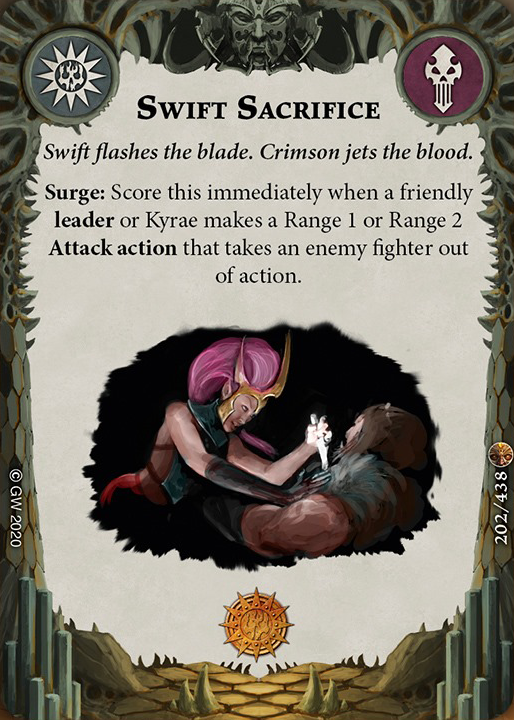 Swift Sacrifice
Swift flashes the blade. Crimson jets the blood.
Surge: Score this immediately when a friendly
leader or Kyrae makes a Range 1 or Range 2
Attack action that takes an enemy fighter out
of action.
© GW 2020
202/438